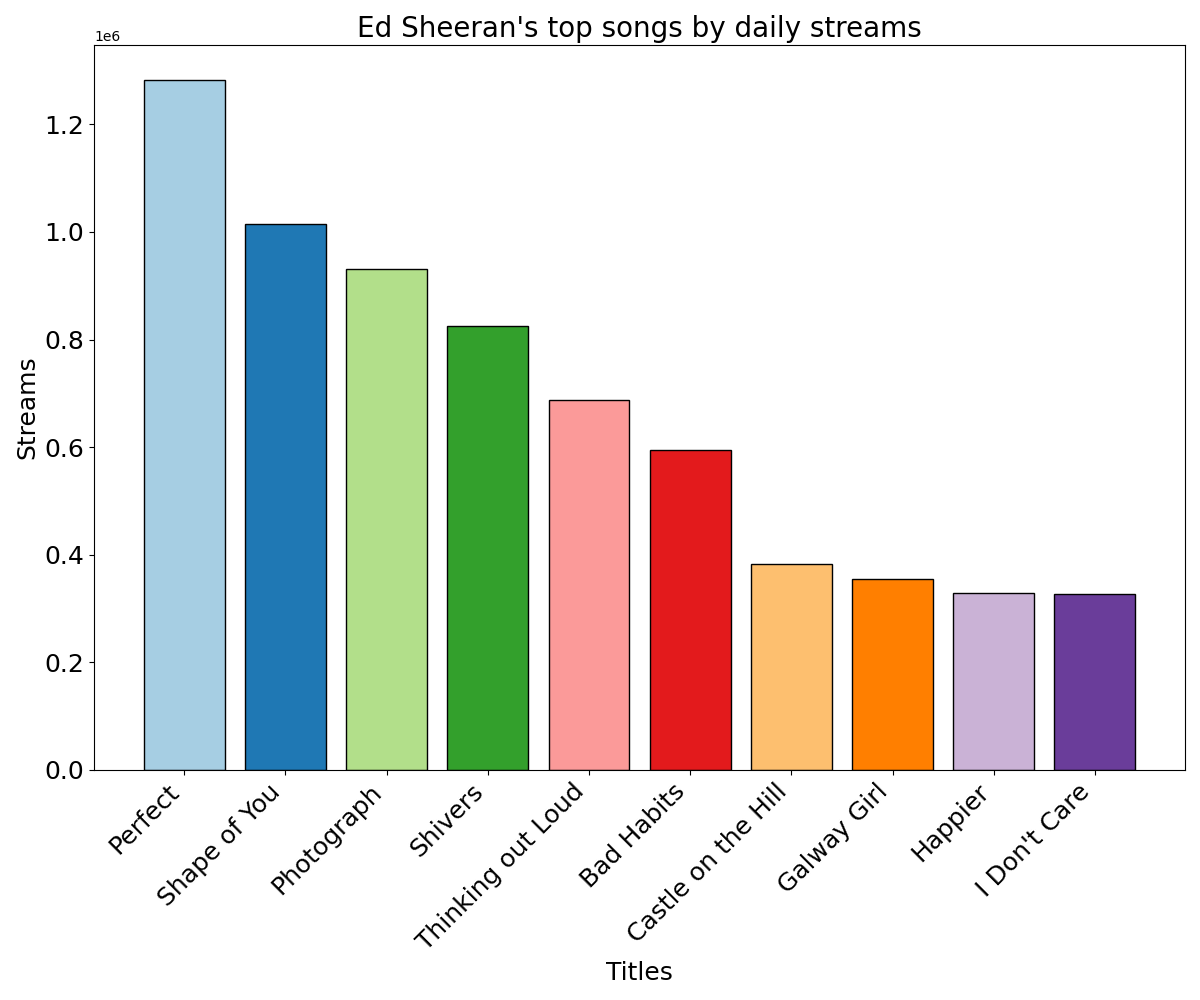 Ed Sheeran's top songs by daily streams
1e6
1.2
1.0
0.8
0.6
0.4
0.2
0.0
Streams
Perfect
Shape of You
Photograph
Shivers
Thinking out Loud
Bad Habits
Castle on the Hill
Galway Girl
Happier
I Don't Care
Titles